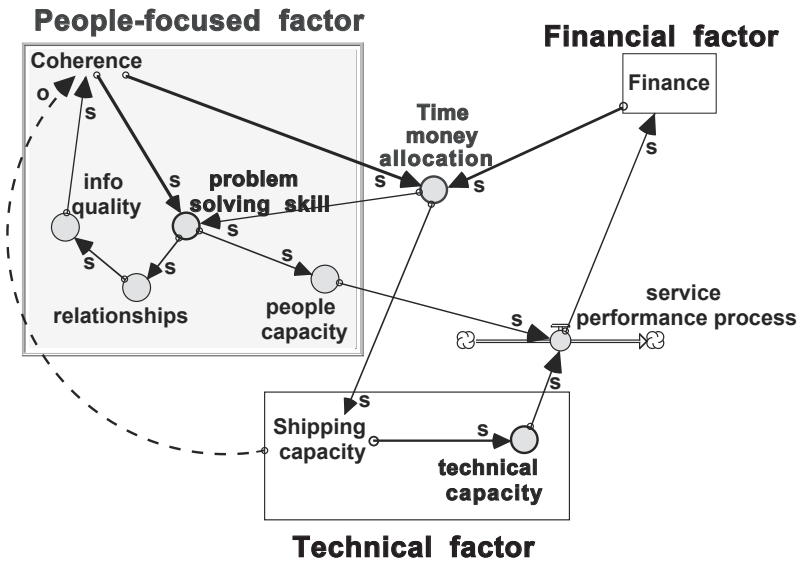 People-focused factor
Financial factor
Coherence
Finance
o
s
Time
money
allocation
s
s
s
s
info
quality
problem
solving skill
s
s
s
s
relationships
people
capacity
s
service
performance process
s
s
Shipping
capacity
s
technical
capacity
Technical factor